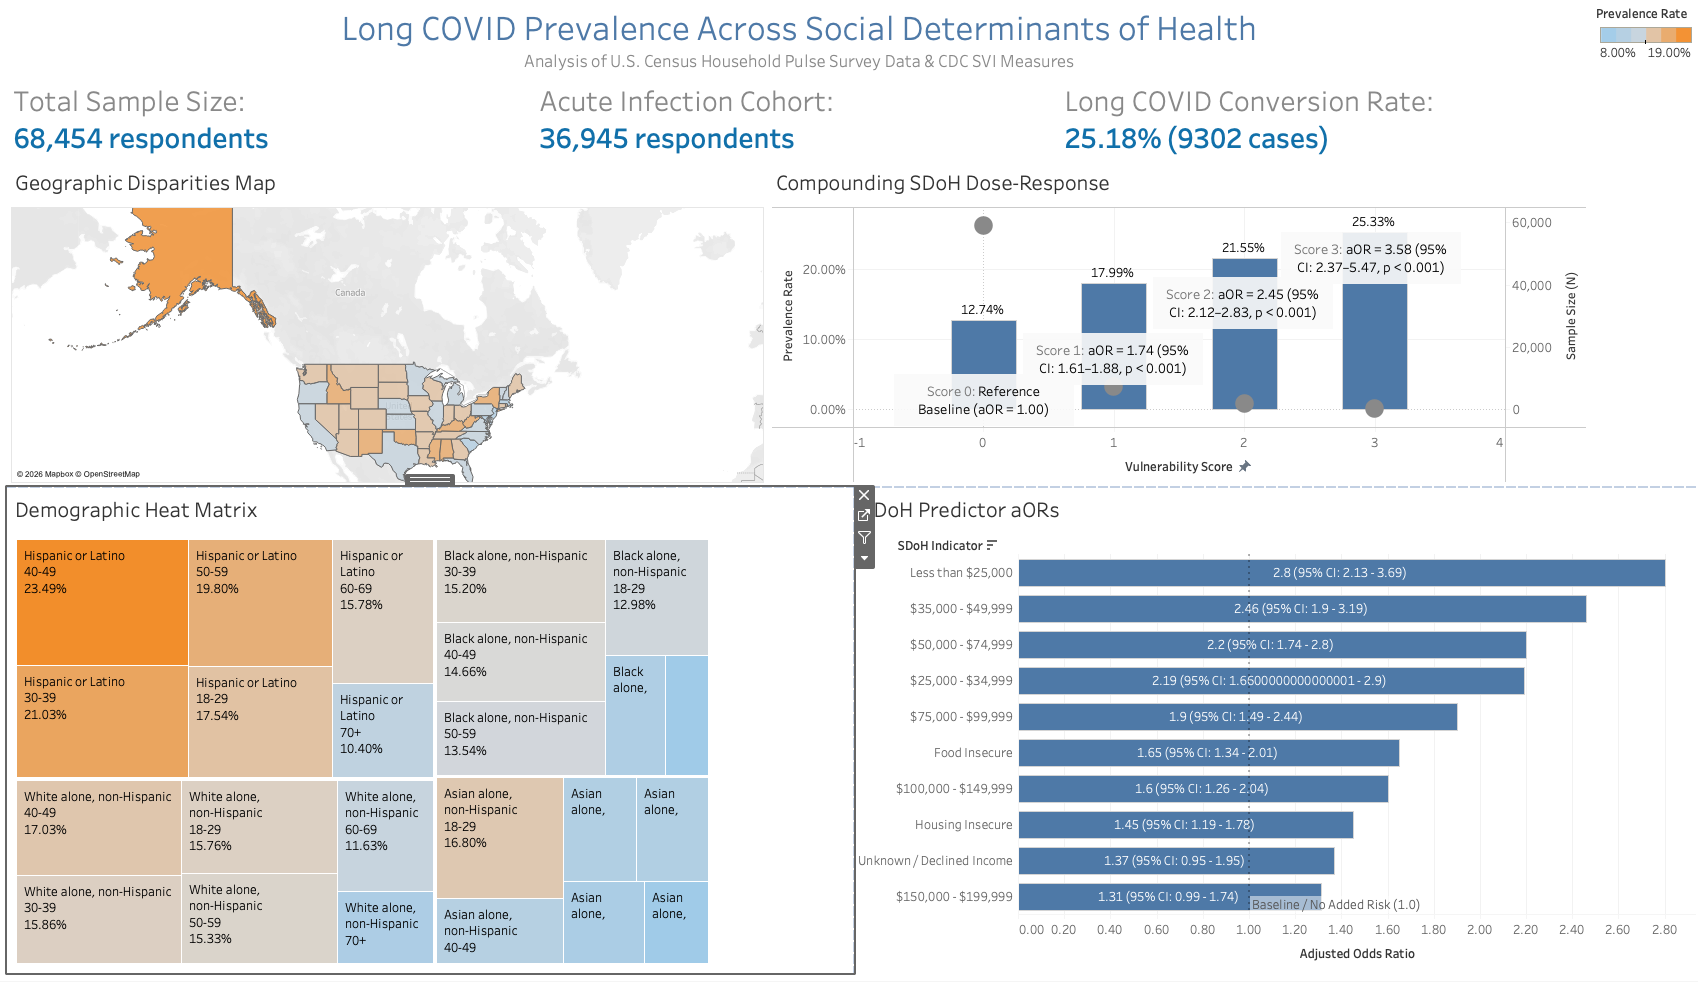 Long COVID Prevalence Across Social Determinants of Health
Analysis of U.S. Census Household Pulse Survey Data & CDC SVI Measures
Prevalence Rate
8.00% 19.00%
Total Sample Size:
68,454 respondents
Acute Infection Cohort:
36,945 respondents
Long COVID Conversion Rate:
25.18% (9302 cases)
Geographic Disparities Map
Canada
© 2026 Mapbox © OpenStreetMap
Compounding SDoH Dose-Response
Prevalence Rate
20.00%
10.00%
0.00%
12.74%
17.99%
21.55%
25.33%
Score 0: Reference
Baseline (aOR = 1.00)
Score 1: aOR = 1.74 (95%
CI: 1.61–1.88, p < 0.001)
Score 2: aOR = 2.45 (95%
CI: 2.12–2.83, p < 0.001)
Score 3: aOR = 3.58 (95%
CI: 2.37–5.47, p < 0.001)
60,000
40,000
20,000
0
Sample Size (N)
-1 0 1 2 3 4
Vulnerability Score
Demographic Heat Matrix
Hispanic or Latino
40-49
23.49%
Hispanic or Latino
30-39
21.03%
Hispanic or Latino
50-59
19.80%
Hispanic or Latino
18-29
17.54%
Hispanic or
Latino
60-69
15.78%
Hispanic or
Latino
70+
10.40%
Black alone, non-Hispanic
30-39
15.20%
Black alone, non-Hispanic
40-49
14.66%
Black alone, non-Hispanic
50-59
13.54%
Black alone,
non-Hispanic
18-29
12.98%
Black
alone,
White alone, non-Hispanic
40-49
17.03%
White alone, non-Hispanic
30-39
15.86%
White alone,
non-Hispanic
18-29
15.76%
White alone,
non-Hispanic
50-59
15.33%
White alone,
non-Hispanic
60-69
11.63%
White alone,
non-Hispanic
70+
Asian alone,
non-Hispanic
18-29
16.80%
Asian alone,
non-Hispanic
40-49
Asian
alone,
Asian
alone,
Asian
alone,
Asian
alone,
DoH Predictor aORs
SDoH Indicator
Less than $25,000 2.8 (95% CI: 2.13 - 3.69)
$35,000 - $49,999 2.46 (95% CI: 1.9 - 3.19)
$50,000 - $74,999 2.2 (95% CI: 1.74 - 2.8)
$25,000 - $34,999 2.19 (95% CI: 1.6600000000000001 - 2.9)
$75,000 - $99,999 1.9 (95% CI: 1.49 - 2.44)
Food Insecure 1.65 (95% CI: 1.34 - 2.01)
$100,000 - $149,999 1.6 (95% CI: 1.26 - 2.04)
Housing Insecure 1.45 (95% CI: 1.19 - 1.78)
Unknown / Declined Income 1.37 (95% CI: 0.95 - 1.95)
$150,000 - $199,999 1.31 (95% CI: 0.99 - 1.74)
Baseline / No Added Risk (1.0)
0.00 0.20 0.40 0.60 0.80 1.00 1.20 1.40 1.60 1.80 2.00 2.20 2.40 2.60 2.80
Adjusted Odds Ratio